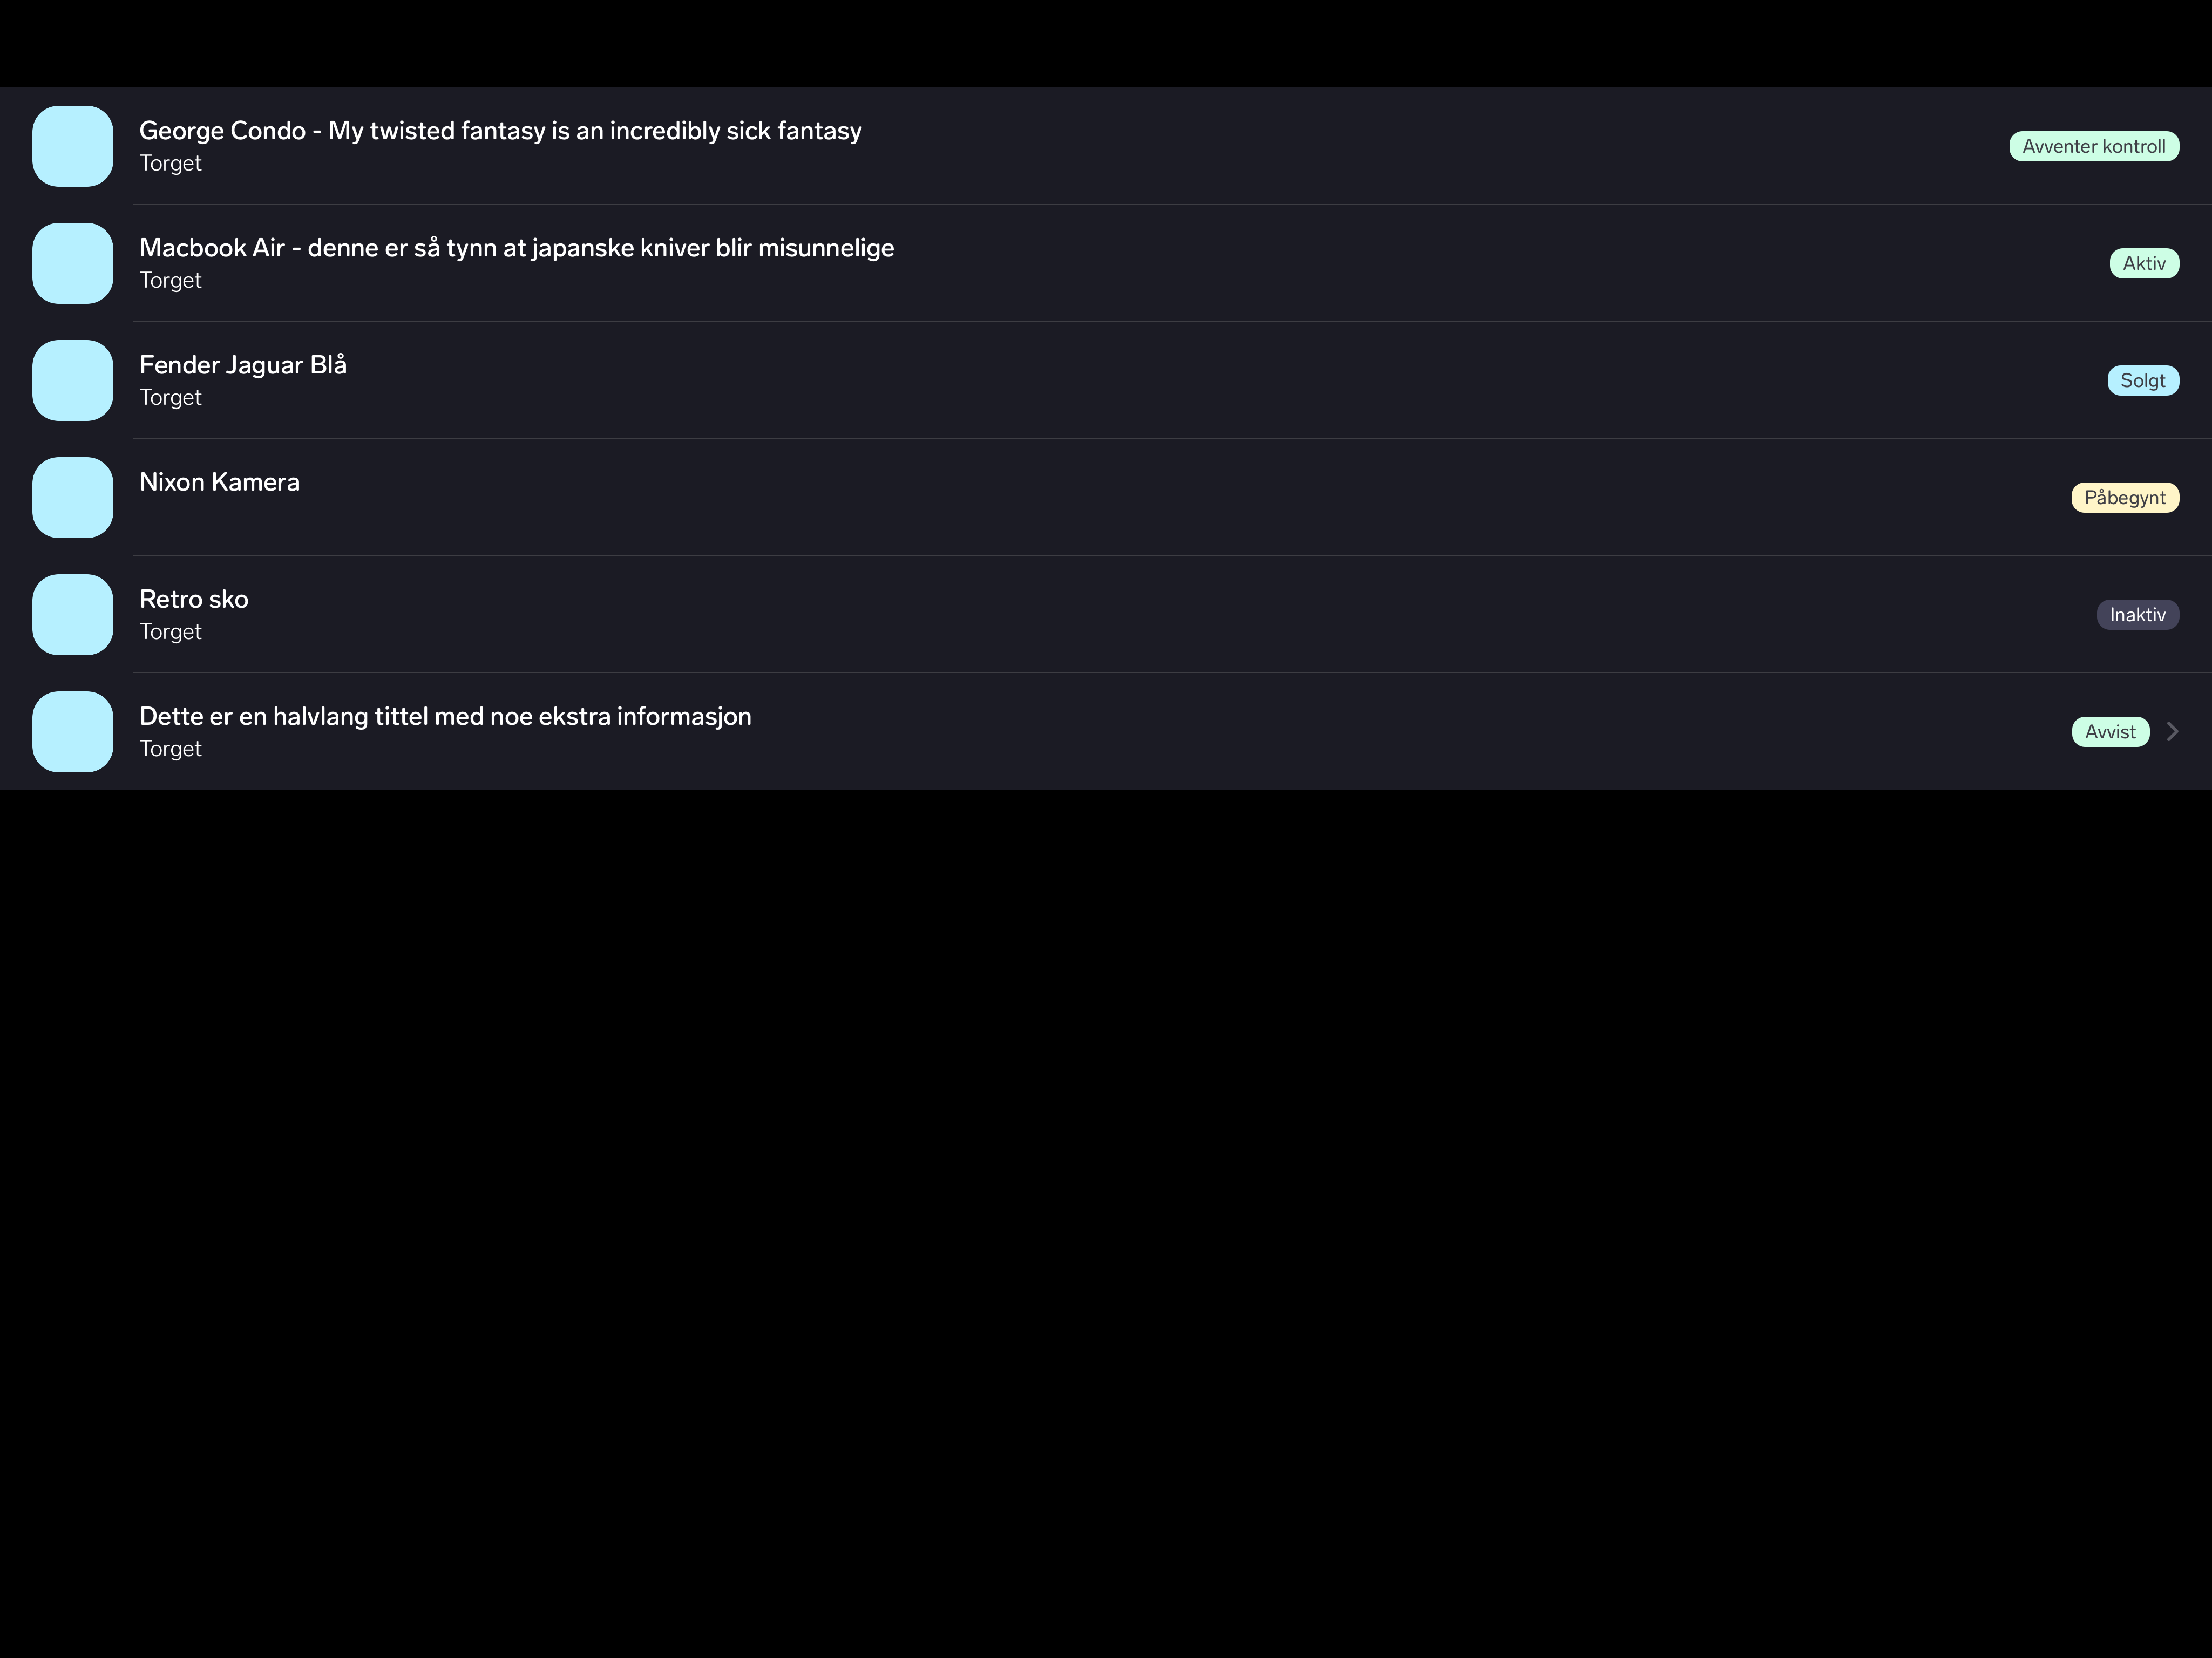 George Condo - My twisted fantasy is an incredibly sick fantasy
Torget
Avventer kontroll
Macbook Air - denne er så tynn at japanske kniver blir misunnelige
Torget
Aktiv
Fender Jaguar Blå
Torget
Solgt
Nixon Kamera
Påbegynt
Retro sko
Torget
Inaktiv
Dette er en halvlang tittel med noe ekstra informasjon
Torget
Avvist